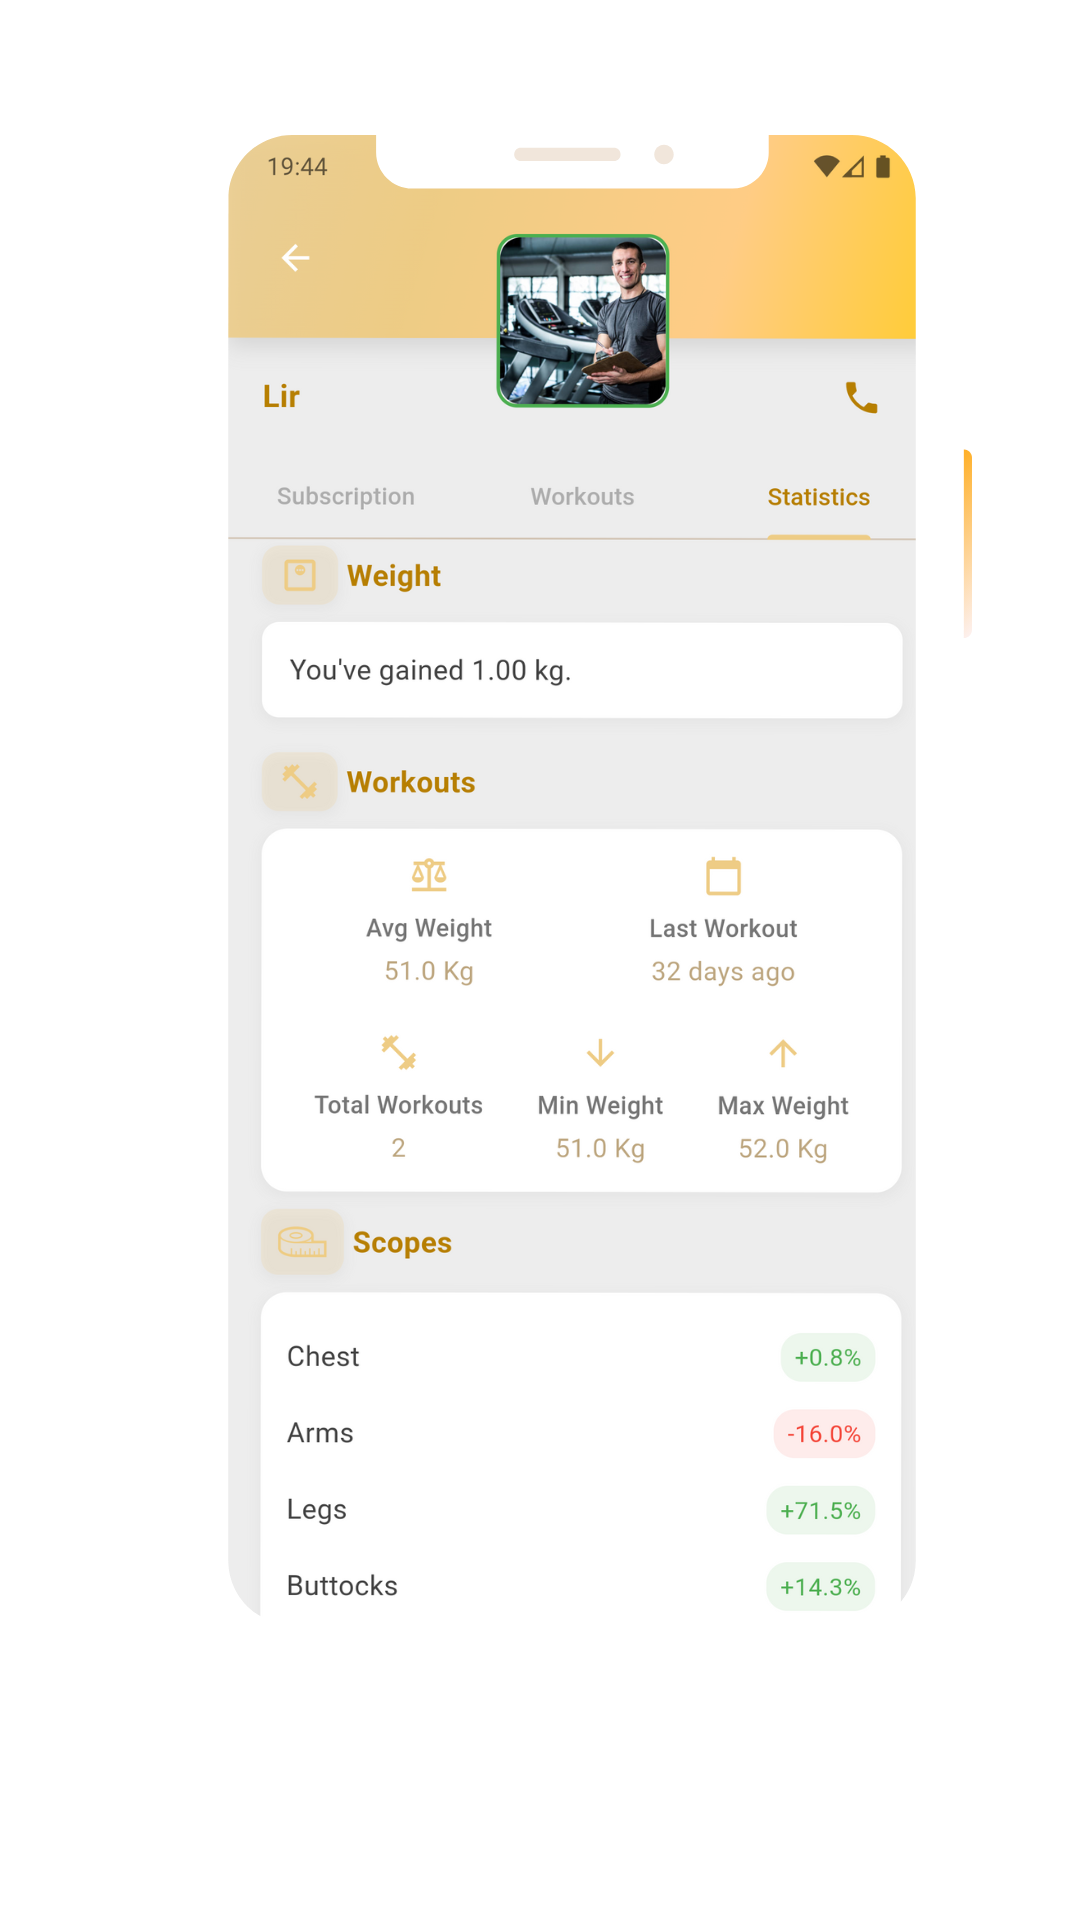 19:44
Lir
Subscription Workouts Statistics
Weight
You've gained 1.00 kg.
Workouts
Avg Weight Last Workout
51.0 Kg 32 days ago
Total Workouts Min Weight Max Weight
2 51.0 Kg 52.0 Kg
Scopes
Chest +0.8%
Arms -16.0%
Legs +71.5%
Buttocks +14.3%